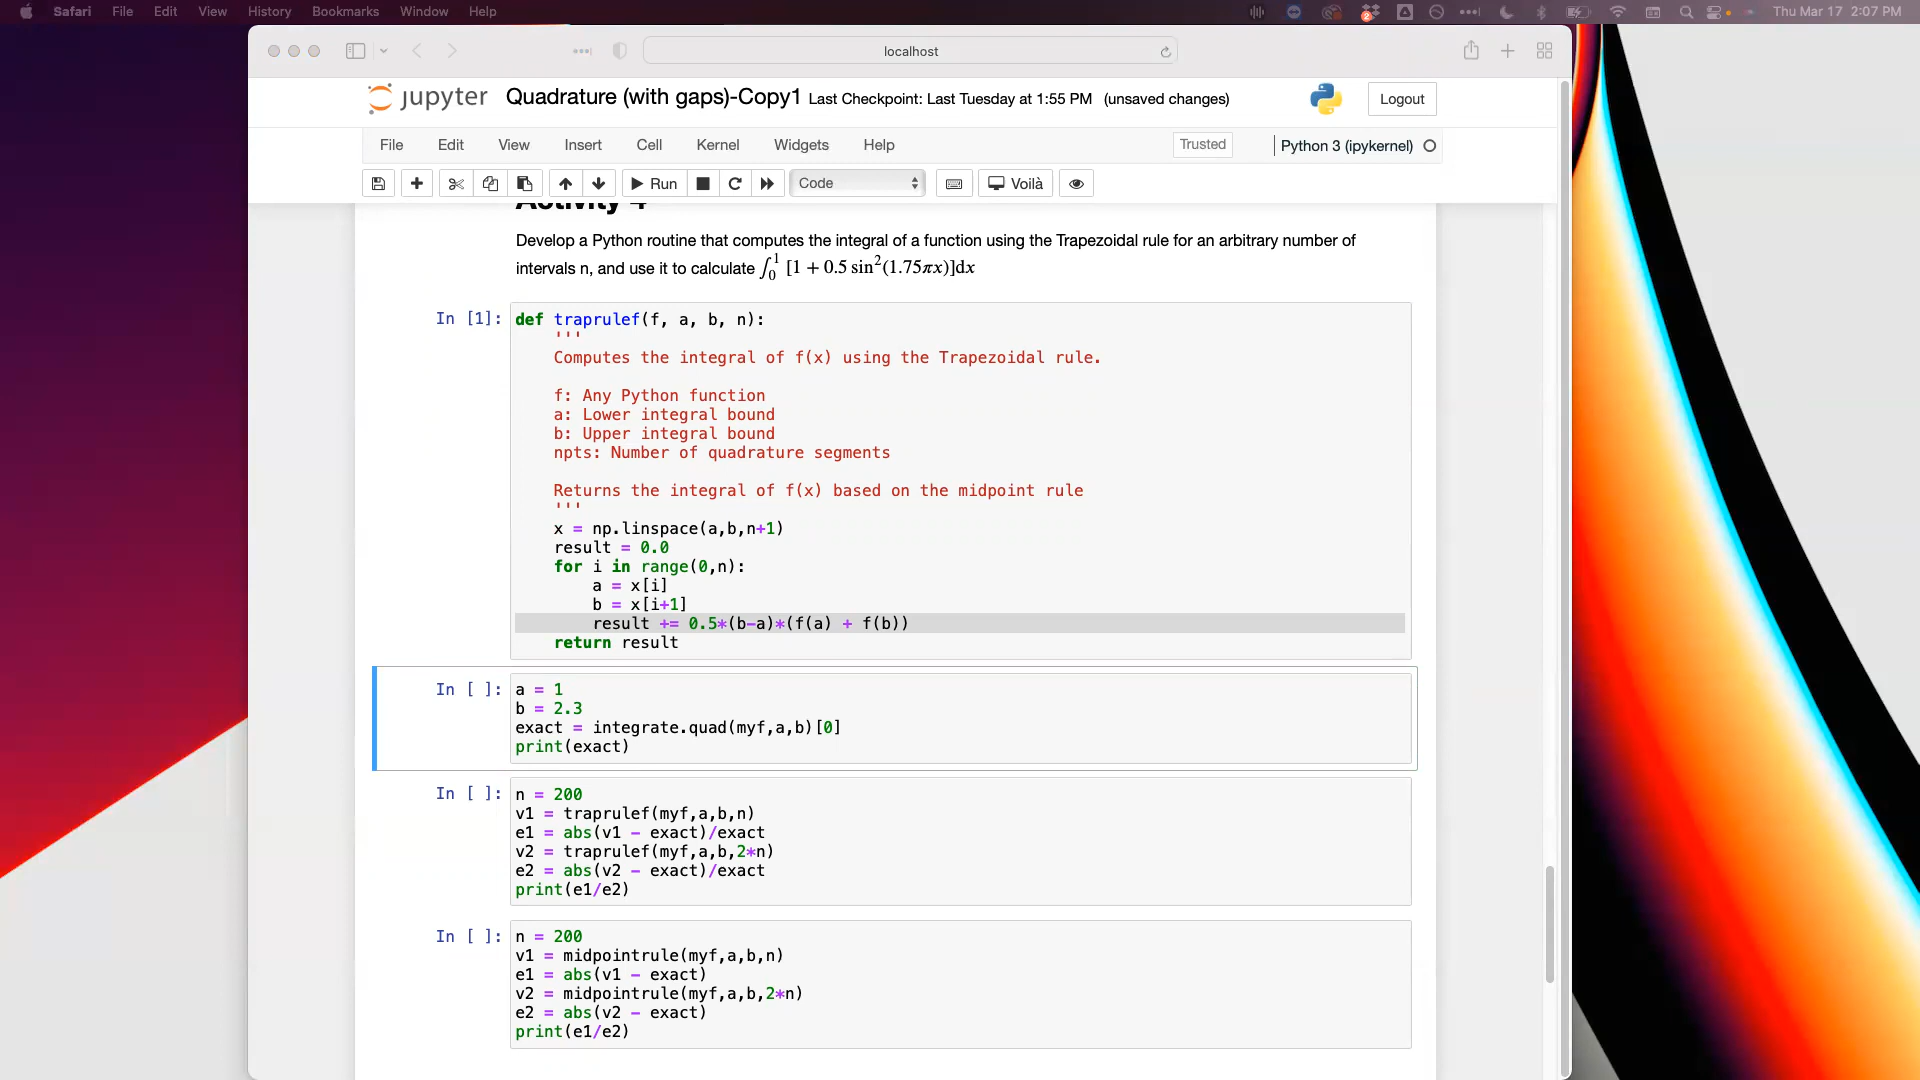 Safari File Edit View History Bookmarks Window Help
2
Thu Mar 17 2:07 PM
localhost
jupyter Quadrature (with gaps)-Copy1 Last Checkpoint: Last Tuesday at 1:55 PM (unsaved changes)
Logout
File Edit View Insert Cell Kernel Widgets Help
Trusted
Python 3 (ipykernel)
Run
Code
Voilà
Activity 4
Develop a Python routine that computes the integral of a function using the Trapezoidal rule for an arbitrary number of
intervals n, and use it to calculate ∫₀¹ [1 + 0.5 sin²(1.75πx)]dx
In [1]: def traprulef(f, a, b, n):
'''
Computes the integral of f(x) using the Trapezoidal rule.
f: Any Python function
a: Lower integral bound
b: Upper integral bound
npts: Number of quadrature segments
Returns the integral of f(x) based on the midpoint rule
'''
x = np.linspace(a,b,n+1)
result = 0.0
for i in range(0,n):
a = x[i]
b = x[i+1]
result += 0.5*(b-a)*(f(a) + f(b))
return result
In [ ]: a = 1
b = 2.3
exact = integrate.quad(myf,a,b)[0]
print(exact)
In [ ]: n = 200
v1 = traprulef(myf,a,b,n)
e1 = abs(v1 - exact)/exact
v2 = traprulef(myf,a,b,2*n)
e2 = abs(v2 - exact)/exact
print(e1/e2)
In [ ]: n = 200
v1 = midpointrule(myf,a,b,n)
e1 = abs(v1 - exact)
v2 = midpointrule(myf,a,b,2*n)
e2 = abs(v2 - exact)
print(e1/e2)